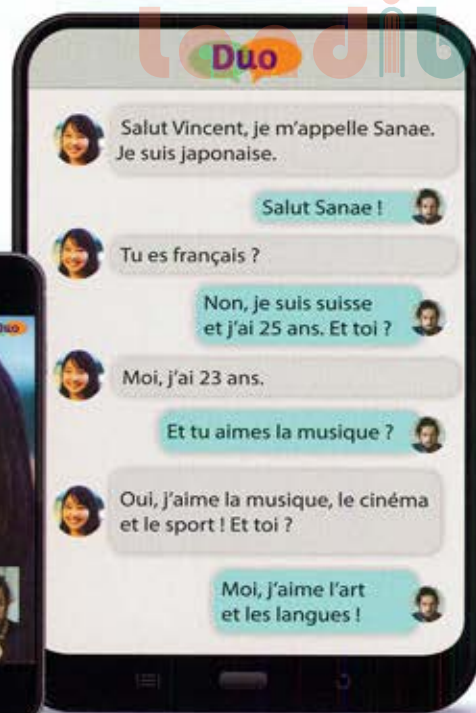 loodib
Duo
Salut Vincent, je m'appelle Sanae.
Je suis japonaise.
Salut Sanae !
Tu es français ?
Non, je suis suisse
et j'ai 25 ans. Et toi ?
Moi, j'ai 23 ans.
Et tu aimes la musique ?
Oui, j'aime la musique, le cinéma
et le sport ! Et toi ?
Moi, j'aime l'art
et les langues !
Duo